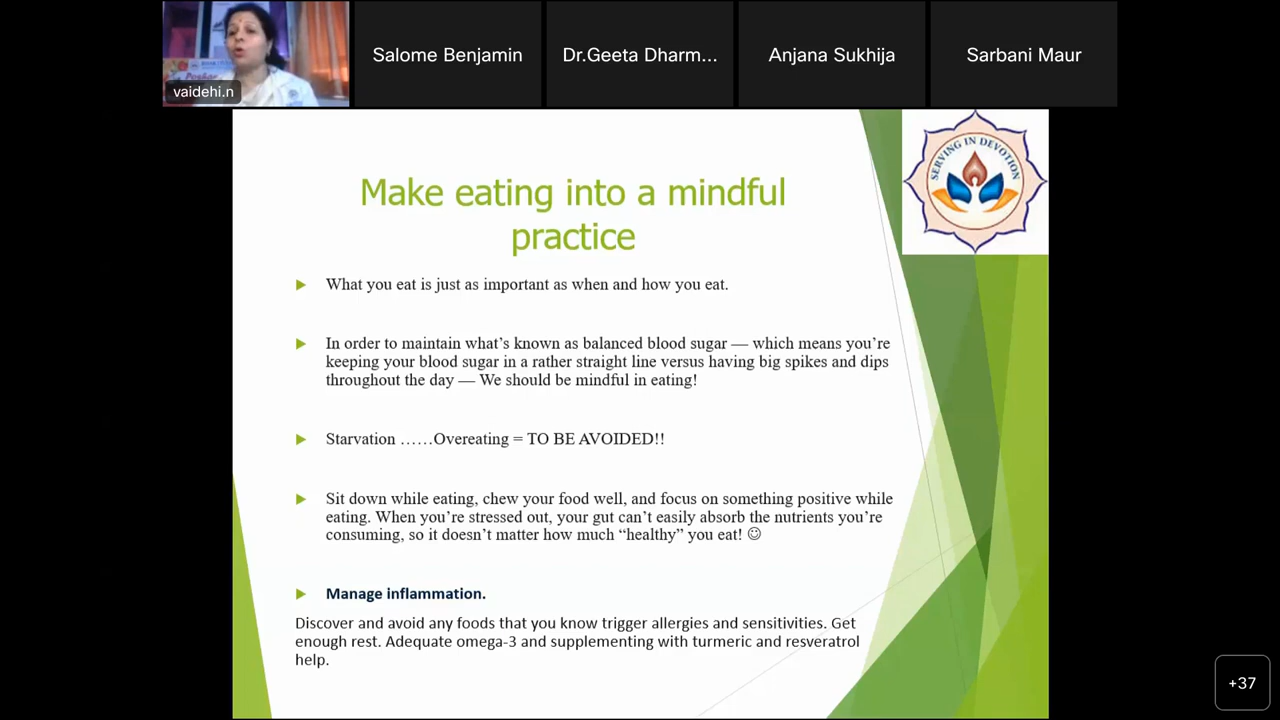 vaidehi.n
Salome Benjamin
Dr.Geeta Dharm...
Anjana Sukhija
Sarbani Maur
SERVING IN DEVOTION
Make eating into a mindful
practice
What you eat is just as important as when and how you eat.
In order to maintain what’s known as balanced blood sugar — which means you’re
keeping your blood sugar in a rather straight line versus having big spikes and dips
throughout the day — We should be mindful in eating!
Starvation ……Overeating = TO BE AVOIDED!!
Sit down while eating, chew your food well, and focus on something positive while
eating. When you’re stressed out, your gut can’t easily absorb the nutrients you’re
consuming, so it doesn’t matter how much “healthy” you eat! ☺
Manage inflammation.
Discover and avoid any foods that you know trigger allergies and sensitivities. Get
enough rest. Adequate omega-3 and supplementing with turmeric and resveratrol
help.
+37